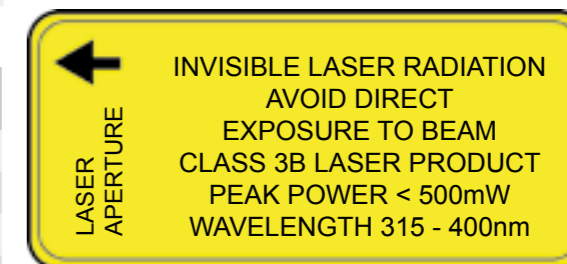 LASER
APERTURE
INVISIBLE LASER RADIATION
AVOID DIRECT
EXPOSURE TO BEAM
CLASS 3B LASER PRODUCT
PEAK POWER < 500mW
WAVELENGTH 315 - 400nm